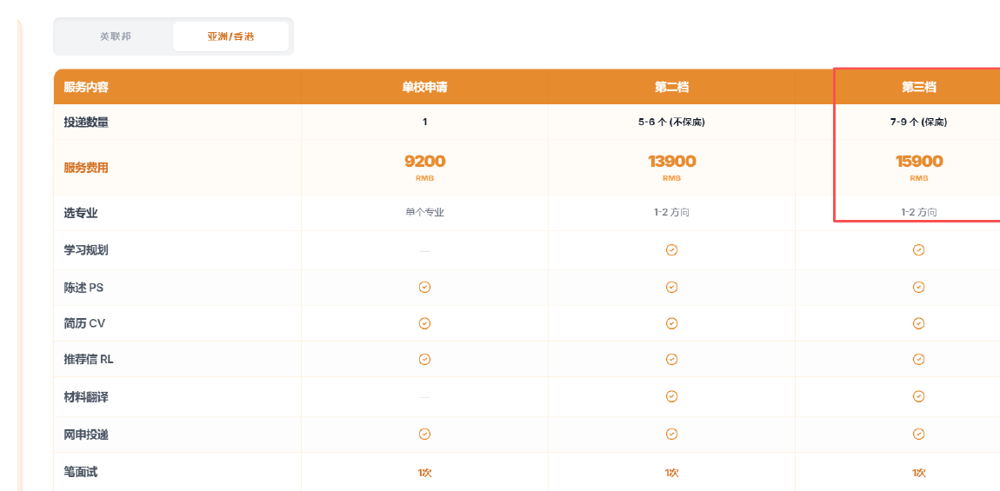 英联邦 亚洲/香港
服务内容 单校申请 第二档 第三档
投递数量 1 5-6 个 (不保底) 7-9 个 (保底)
服务费用 9200 13900 15900
RMB RMB RMB
选专业 单个专业 1-2 方向 1-2 方向
学习规划 —
陈述 PS
简历 CV
推荐信 RL
材料翻译 —
网申投递
笔面试 1次 1次 1次